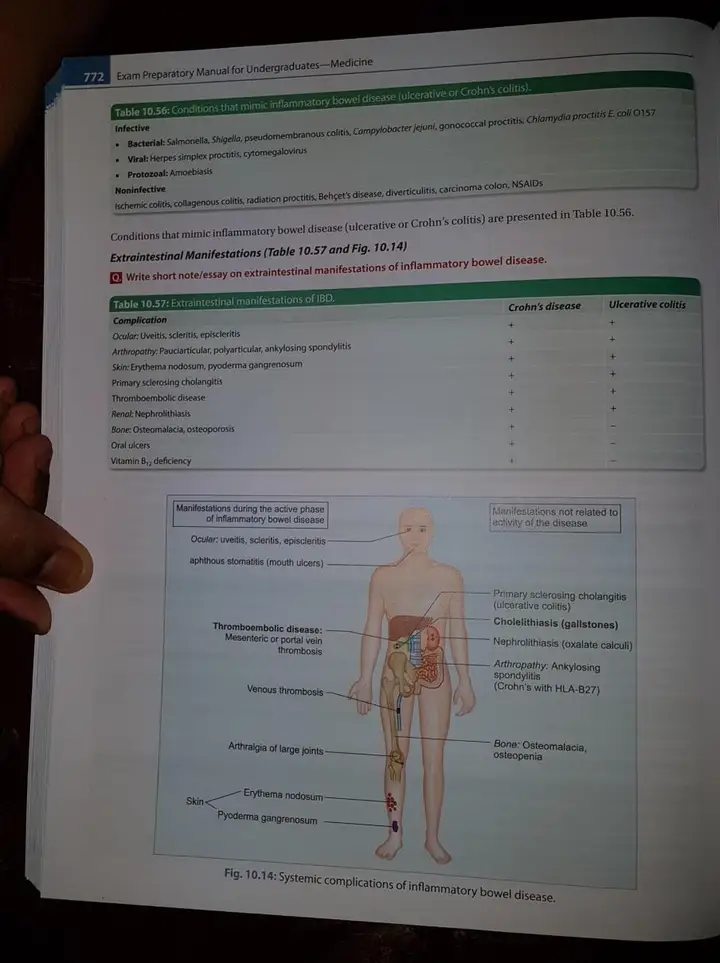 772 Exam Preparatory Manual for Undergraduates—Medicine
Table 10.56: Conditions that mimic inflammatory bowel disease (ulcerative or Crohn's colitis).
Infective
• Bacterial: Salmonella, Shigella, pseudomembranous colitis, Campylobacter jejuni, gonococcal proctitis, Chlamydia proctitis E. coli O157
• Viral: Herpes simplex proctitis, cytomegalovirus
• Protozoal: Amoebiasis
Noninfective
Ischemic colitis, collagenous colitis, radiation proctitis, Behçet's disease, diverticulitis, carcinoma colon, NSAIDs
Conditions that mimic inflammatory bowel disease (ulcerative or Crohn's colitis) are presented in Table 10.56.
Extraintestinal Manifestations (Table 10.57 and Fig. 10.14)
Q. Write short note/essay on extraintestinal manifestations of inflammatory bowel disease.
Table 10.57: Extraintestinal manifestations of IBD.
Complication Crohn's disease Ulcerative colitis
Ocular: Uveitis, scleritis, episcleritis + +
Arthropathy: Pauciarticular, polyarticular, ankylosing spondylitis + +
Skin: Erythema nodosum, pyoderma gangrenosum + +
Primary sclerosing cholangitis + +
Thromboembolic disease + +
Renal: Nephrolithiasis + +
Bone: Osteomalacia, osteoporosis + –
Oral ulcers + –
Vitamin B12 deficiency + –
Manifestations during the active phase
of inflammatory bowel disease
Manifestations not related to
activity of the disease
Ocular: uveitis, scleritis, episcleritis
aphthous stomatitis (mouth ulcers)
Primary sclerosing cholangitis
(ulcerative colitis)
Cholelithiasis (gallstones)
Thromboembolic disease:
Mesenteric or portal vein
thrombosis
Nephrolithiasis (oxalate calculi)
Arthropathy: Ankylosing
spondylitis
(Crohn's with HLA-B27)
Venous thrombosis
Arthralgia of large joints
Bone: Osteomalacia,
osteopenia
Skin
Erythema nodosum
Pyoderma gangrenosum
Fig. 10.14: Systemic complications of inflammatory bowel disease.